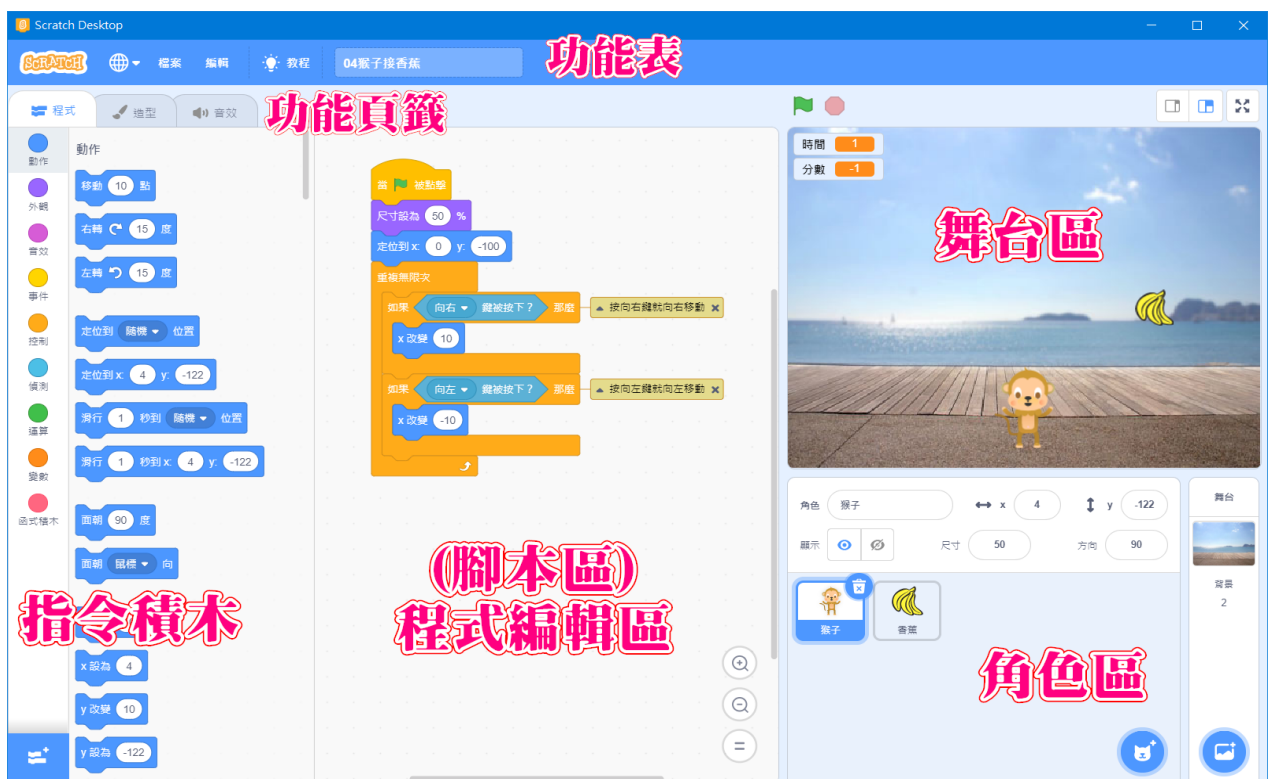 Scratch Desktop
SCRATCH 檔案 編輯 教程 04猴子接香蕉
功能表
程式 造型 音效
功能頁籤
動作
外觀
音效
事件
控制
偵測
運算
變數
函式積木
動作
移動 10 點
右轉 15 度
左轉 15 度
定位到 隨機 位置
定位到 x: 4 y: -122
滑行 1 秒到 隨機 位置
滑行 1 秒到 x: 4 y: -122
面朝 90 度
面朝 鼠標 向
指令積木
x 設為 4
y 改變 10
y 設為 -122
當 被點擊
尺寸設為 50 %
定位到 x: 0 y: -100
重複無限次
如果 向右 鍵被按下? 那麼 按向右鍵就向右移動
x 改變 10
如果 向左 鍵被按下? 那麼 按向左鍵就向左移動
x 改變 -10
(腳本區)
程式編輯區
時間 1
分數 -1
舞台區
角色 猴子 x 4 y -122
顯示 尺寸 50 方向 90
猴子 香蕉
角色區
舞台
背景
2